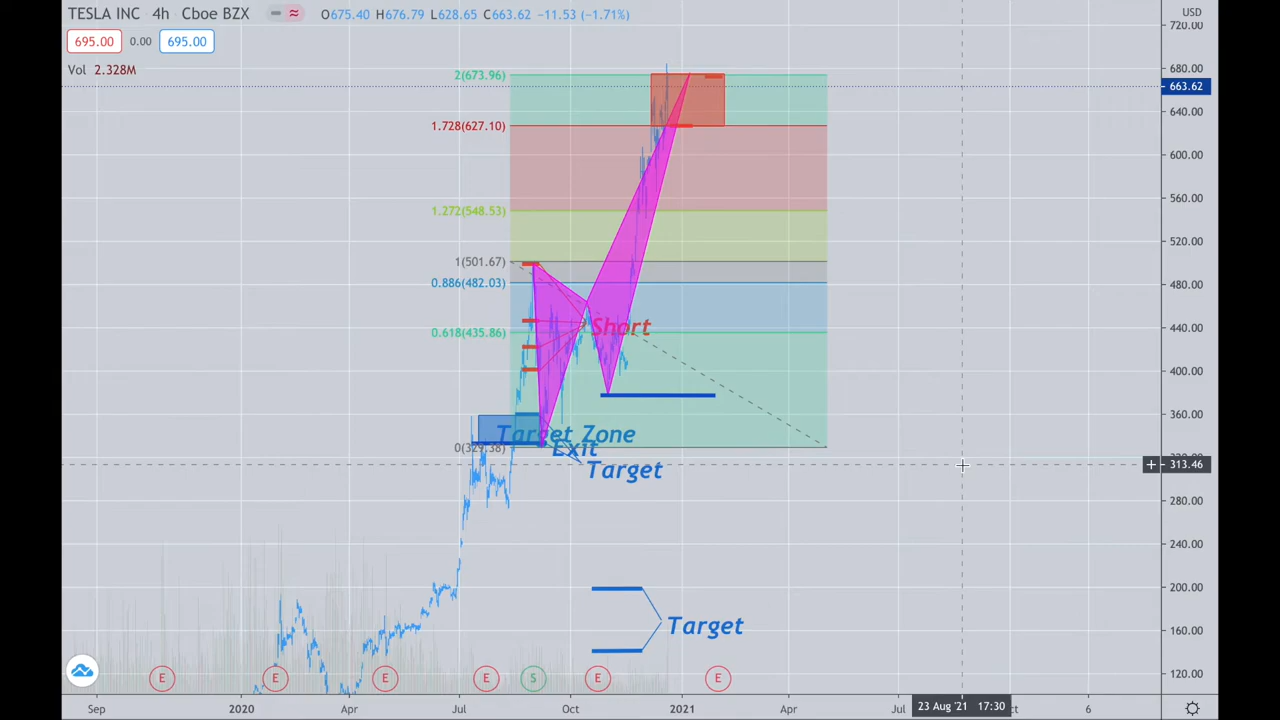 TESLA INC 4h Cboe BZX O675.40 H676.79 L628.65 C663.62 −11.53 (−1.71%)
USD
720.00
695.00 0.00 695.00
Vol 2.328M
680.00
2(673.96)
663.62
640.00
1.728(627.10)
600.00
560.00
1.272(548.53)
520.00
1(501.67)
0.886(482.03)
480.00
440.00
Short
0.618(435.86)
400.00
360.00
Target Zone
Exit
0(329.38)
Target
313.46
280.00
240.00
200.00
160.00
Target
120.00
E E E E S E E
Sep 2020 Apr Jul Oct 2021 Apr Jul 23 Aug '21 17:30 6